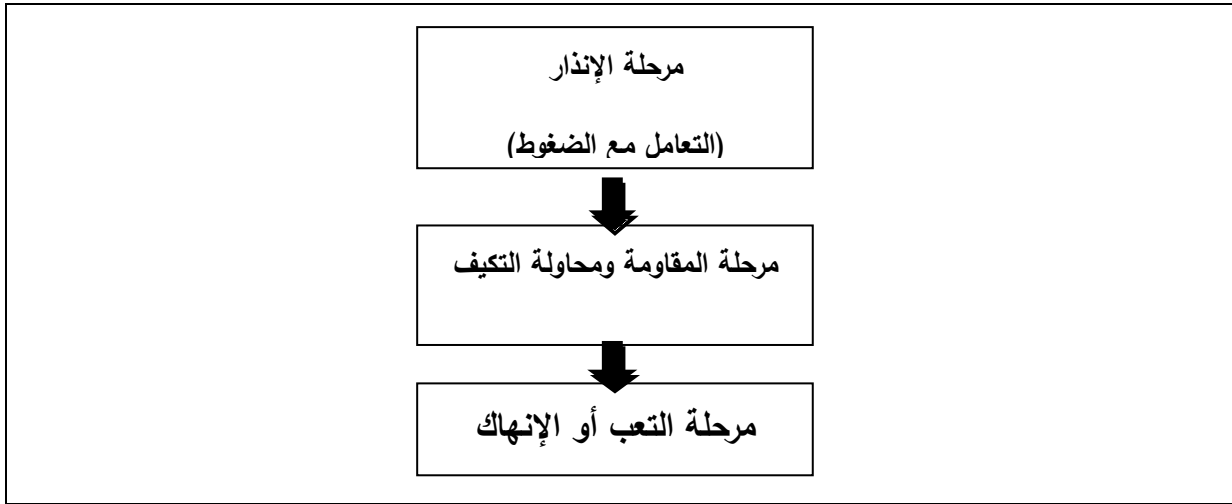 مرحلة الإنذار
(التعامل مع الضغوط)
مرحلة المقاومة ومحاولة التكيف
مرحلة التعب أو الإنهاك